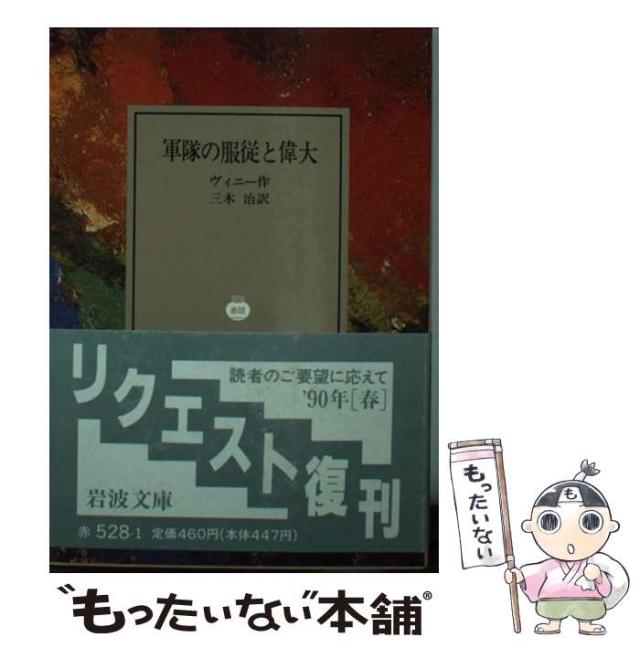 軍隊の服従と偉大
ヴィニー作
三木 治訳
読者のご要望に応えて
'90年[春]
リクエスト復刊
岩波文庫
赤 528-1 定価460円(本体447円)
もったいない
も
"もったいない"本舗®